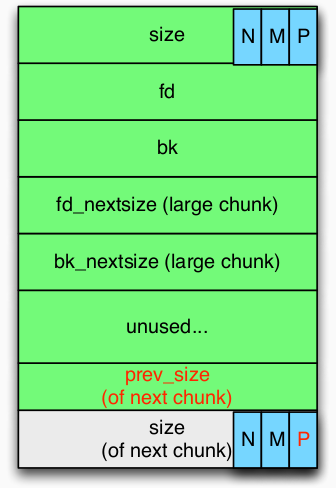 size N M P
fd
bk
fd_nextsize (large chunk)
bk_nextsize (large chunk)
unused...
prev_size
(of next chunk)
size
(of next chunk) N M P